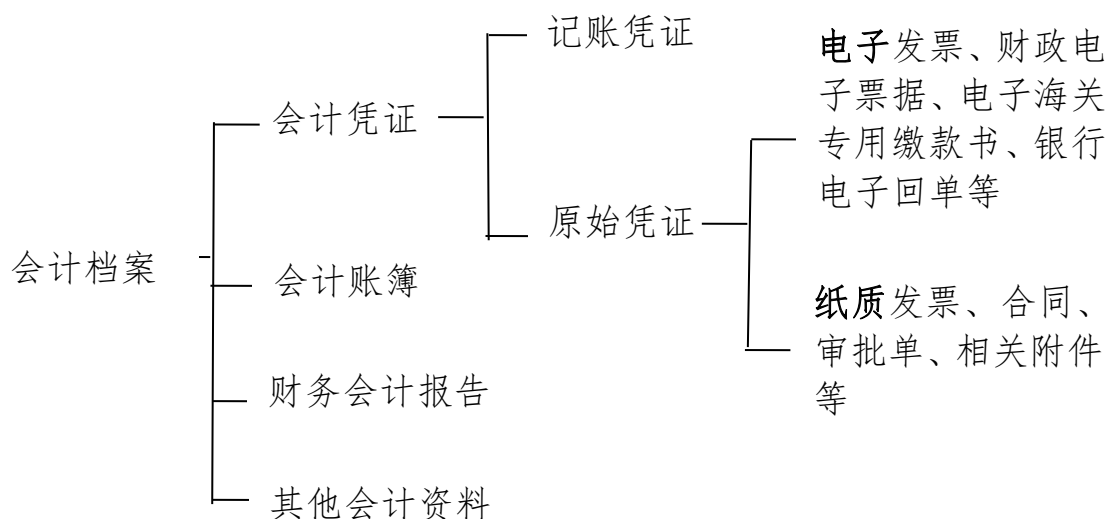 会计档案
会计凭证
记账凭证
原始凭证
电子发票、财政电
子票据、电子海关
专用缴款书、银行
电子回单等
纸质发票、合同、
审批单、相关附件
等
会计账簿
财务会计报告
其他会计资料